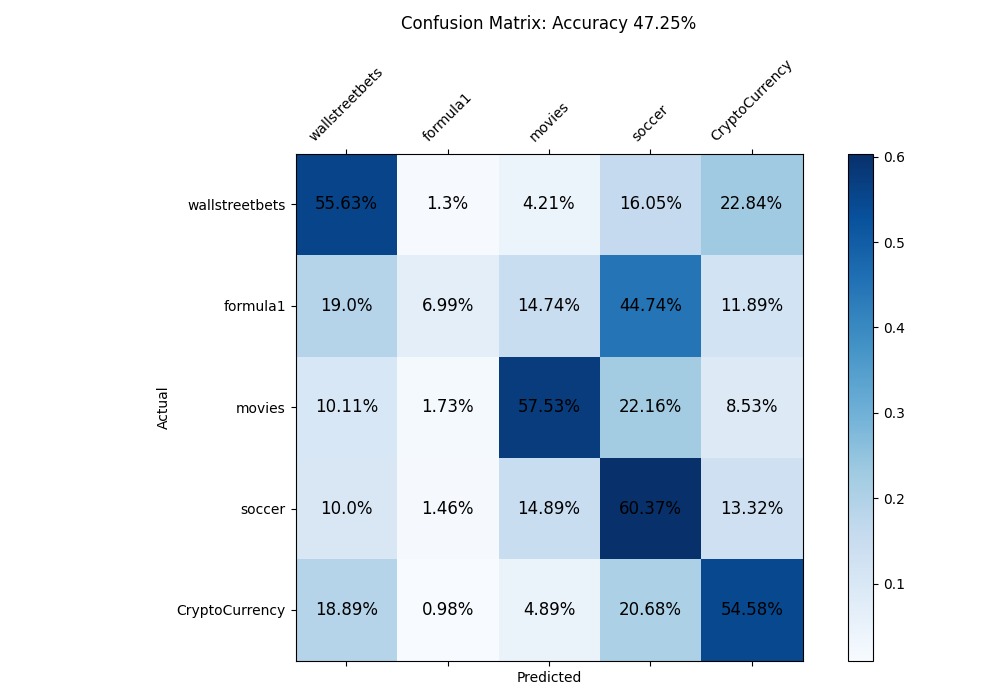 Confusion Matrix: Accuracy 47.25%
wallstreetbets formula1 movies soccer CryptoCurrency
wallstreetbets 55.63% 1.3% 4.21% 16.05% 22.84%
formula1 19.0% 6.99% 14.74% 44.74% 11.89%
movies 10.11% 1.73% 57.53% 22.16% 8.53%
soccer 10.0% 1.46% 14.89% 60.37% 13.32%
CryptoCurrency 18.89% 0.98% 4.89% 20.68% 54.58%
Actual
Predicted
0.6
0.5
0.4
0.3
0.2
0.1